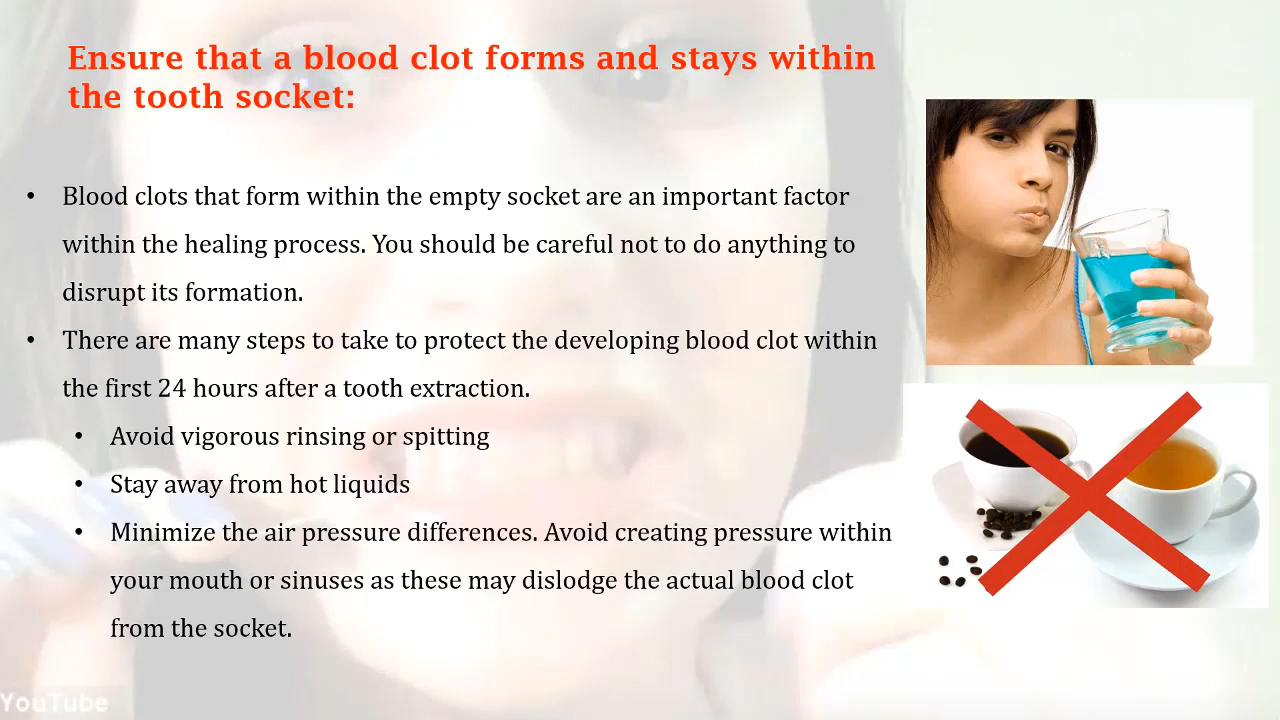 Ensure that a blood clot forms and stays within
the tooth socket:
• Blood clots that form within the empty socket are an important factor
within the healing process. You should be careful not to do anything to
disrupt its formation.
• There are many steps to take to protect the developing blood clot within
the first 24 hours after a tooth extraction.
• Avoid vigorous rinsing or spitting
• Stay away from hot liquids
• Minimize the air pressure differences. Avoid creating pressure within
your mouth or sinuses as these may dislodge the actual blood clot
from the socket.
YouTube